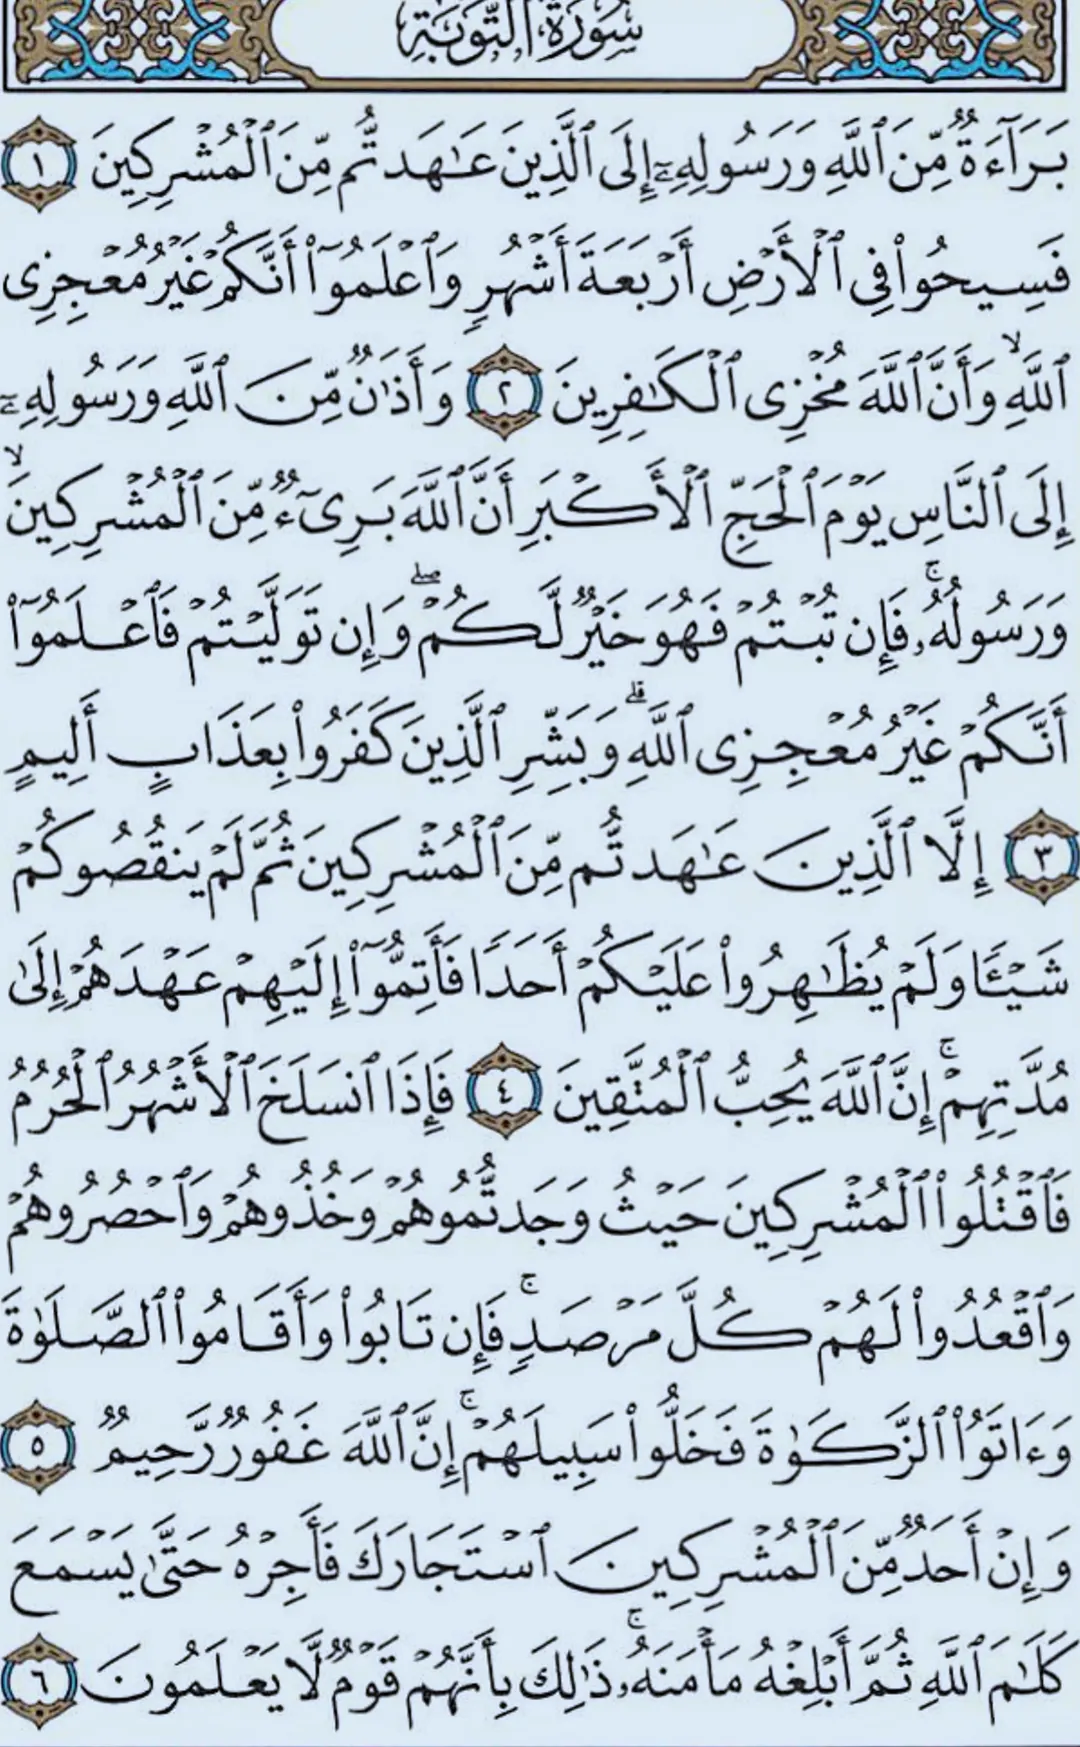 سُورَةُ التَّوۡبَةِ
بَرَآءَةٞ مِّنَ ٱللَّهِ وَرَسُولِهِۦٓ إِلَى ٱلَّذِينَ عَٰهَدتُّم مِّنَ ٱلۡمُشۡرِكِينَ ١
فَسِيحُواْ فِي ٱلۡأَرۡضِ أَرۡبَعَةَ أَشۡهُرٖ وَٱعۡلَمُوٓاْ أَنَّكُمۡ غَيۡرُ مُعۡجِزِي
ٱللَّهِ ۙ وَأَنَّ ٱللَّهَ مُخۡزِي ٱلۡكَٰفِرِينَ ٢ وَأَذَٰنٞ مِّنَ ٱللَّهِ وَرَسُولِهِۦٓ
إِلَى ٱلنَّاسِ يَوۡمَ ٱلۡحَجِّ ٱلۡأَكۡبَرِ أَنَّ ٱللَّهَ بَرِيٓءٞ مِّنَ ٱلۡمُشۡرِكِينَ ۙ
وَرَسُولُهُۥۚ فَإِن تُبۡتُمۡ فَهُوَ خَيۡرٞ لَّكُمۡۖ وَإِن تَوَلَّيۡتُمۡ فَٱعۡلَمُوٓاْ
أَنَّكُمۡ غَيۡرُ مُعۡجِزِي ٱللَّهِۗ وَبَشِّرِ ٱلَّذِينَ كَفَرُواْ بِعَذَابٍ أَلِيمٍ
٣ إِلَّا ٱلَّذِينَ عَٰهَدتُّم مِّنَ ٱلۡمُشۡرِكِينَ ثُمَّ لَمۡ يَنقُصُوكُمۡ
شَيۡـٔٗا وَلَمۡ يُظَٰهِرُواْ عَلَيۡكُمۡ أَحَدٗا فَأَتِمُّوٓاْ إِلَيۡهِمۡ عَهۡدَهُمۡ إِلَىٰ
مُدَّتِهِمۡۚ إِنَّ ٱللَّهَ يُحِبُّ ٱلۡمُتَّقِينَ ٤ فَإِذَا ٱنسَلَخَ ٱلۡأَشۡهُرُ ٱلۡحُرُمُ
فَٱقۡتُلُواْ ٱلۡمُشۡرِكِينَ حَيۡثُ وَجَدتُّمُوهُمۡ وَخُذُوهُمۡ وَٱحۡصُرُوهُمۡ
وَٱقۡعُدُواْ لَهُمۡ كُلَّ مَرۡصَدٖۚ فَإِن تَابُواْ وَأَقَامُواْ ٱلصَّلَوٰةَ
وَءَاتَوُاْ ٱلزَّكَوٰةَ فَخَلُّواْ سَبِيلَهُمۡۚ إِنَّ ٱللَّهَ غَفُورٞ رَّحِيمٞ ٥
وَإِنۡ أَحَدٞ مِّنَ ٱلۡمُشۡرِكِينَ ٱسۡتَجَارَكَ فَأَجِرۡهُ حَتَّىٰ يَسۡمَعَ
كَلَٰمَ ٱللَّهِ ثُمَّ أَبۡلِغۡهُ مَأۡمَنَهُۥۚ ذَٰلِكَ بِأَنَّهُمۡ قَوۡمٞ لَّا يَعۡلَمُونَ ٦